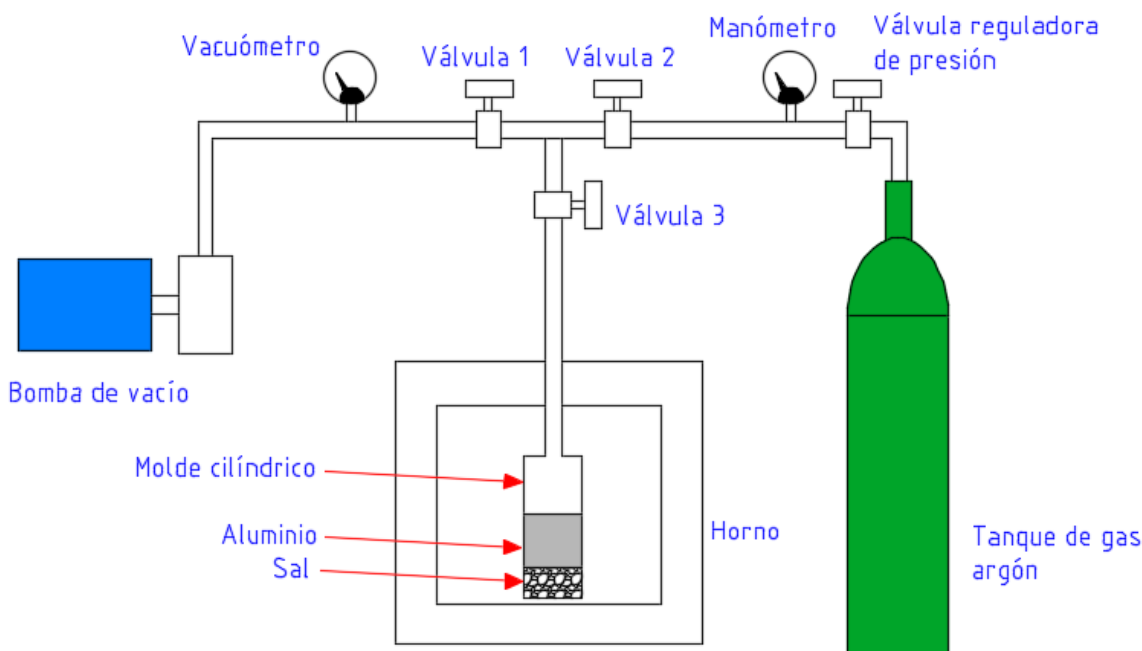 Vacuómetro
Válvula 1
Válvula 2
Manómetro
Válvula reguladora
de presión
Válvula 3
Bomba de vacío
Molde cilíndrico
Aluminio
Sal
Horno
Tanque de gas
argón